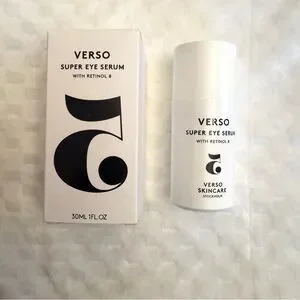 VERSO
SUPER EYE SERUM
WITH RETINOL 8
5
30ML 1FL.OZ
VERSO
SUPER EYE SERUM
WITH RETINOL 8
5
VERSO
SKINCARE
STOCKHOLM